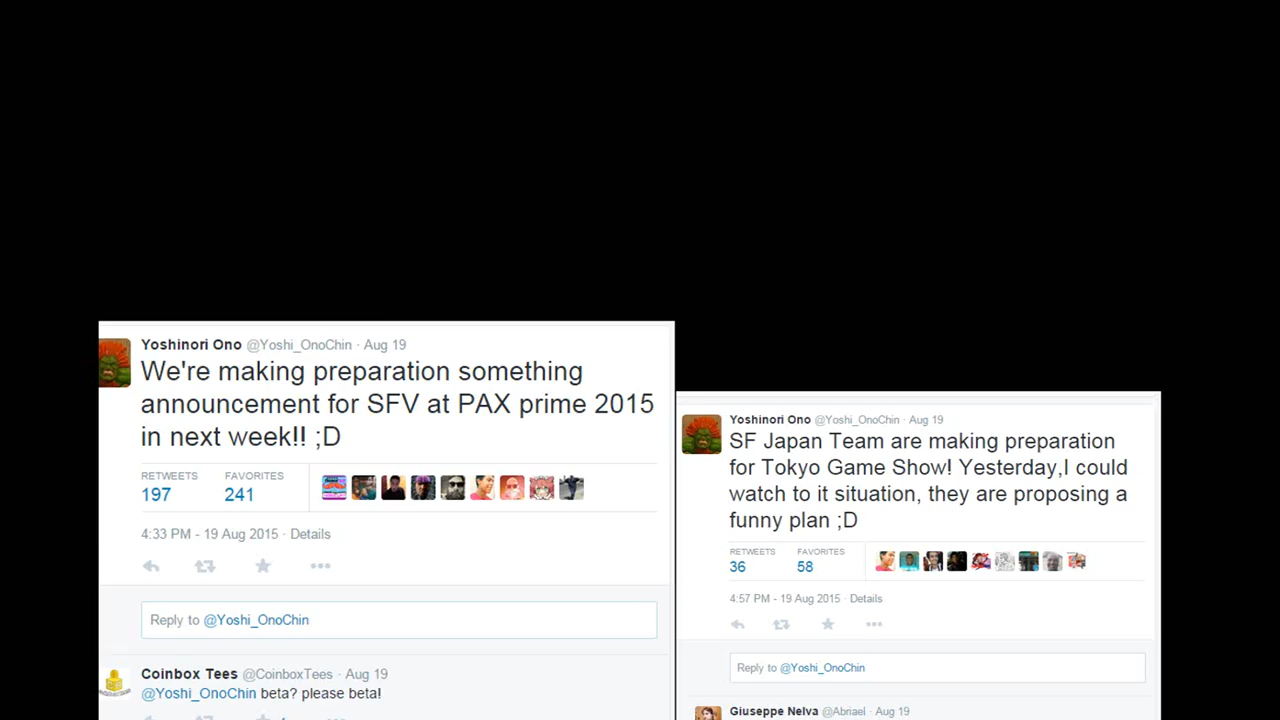 Yoshinori Ono @Yoshi_OnoChin · Aug 19
We're making preparation something
announcement for SFV at PAX prime 2015
in next week!! ;D
RETWEETS FAVORITES
197 241
4:33 PM - 19 Aug 2015 · Details
Reply to @Yoshi_OnoChin
Coinbox Tees @CoinboxTees · Aug 19
@Yoshi_OnoChin beta? please beta!
Yoshinori Ono @Yoshi_OnoChin · Aug 19
SF Japan Team are making preparation
for Tokyo Game Show! Yesterday,I could
watch to it situation, they are proposing a
funny plan ;D
RETWEETS FAVORITES
36 58
4:57 PM - 19 Aug 2015 · Details
Reply to @Yoshi_OnoChin
Giuseppe Nelva @Abriael · Aug 19